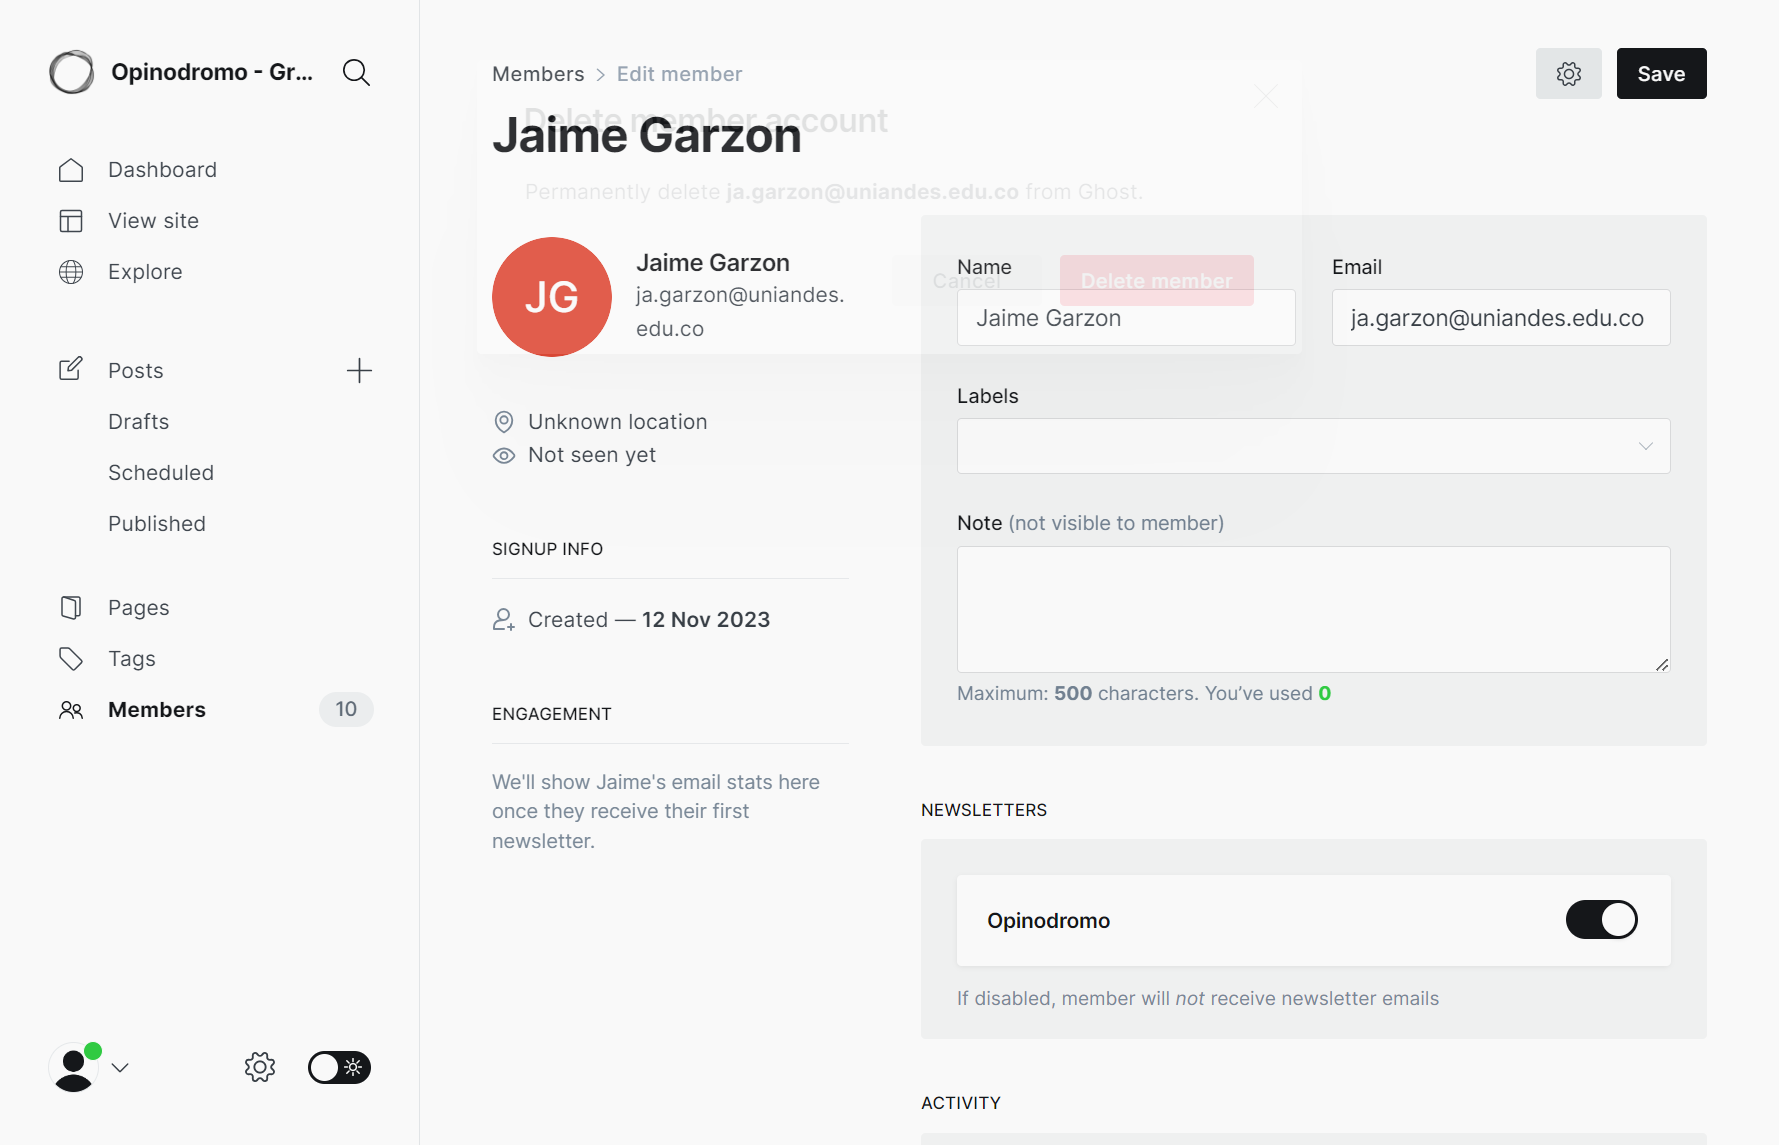 Opinodromo - Gr...
Dashboard
View site
Explore
Posts
Drafts
Scheduled
Published
Pages
Tags
Members 10
Members > Edit member
Save
Delete member account
Jaime Garzon
Permanently delete ja.garzon@uniandes.edu.co from Ghost.
Cancel
Delete member
JG
Jaime Garzon
ja.garzon@uniandes.
edu.co
Unknown location
Not seen yet
SIGNUP INFO
Created — 12 Nov 2023
ENGAGEMENT
We'll show Jaime's email stats here
once they receive their first
newsletter.
Name
Jaime Garzon
Email
ja.garzon@uniandes.edu.co
Labels
Note (not visible to member)
Maximum: 500 characters. You’ve used 0
NEWSLETTERS
Opinodromo
If disabled, member will not receive newsletter emails
ACTIVITY